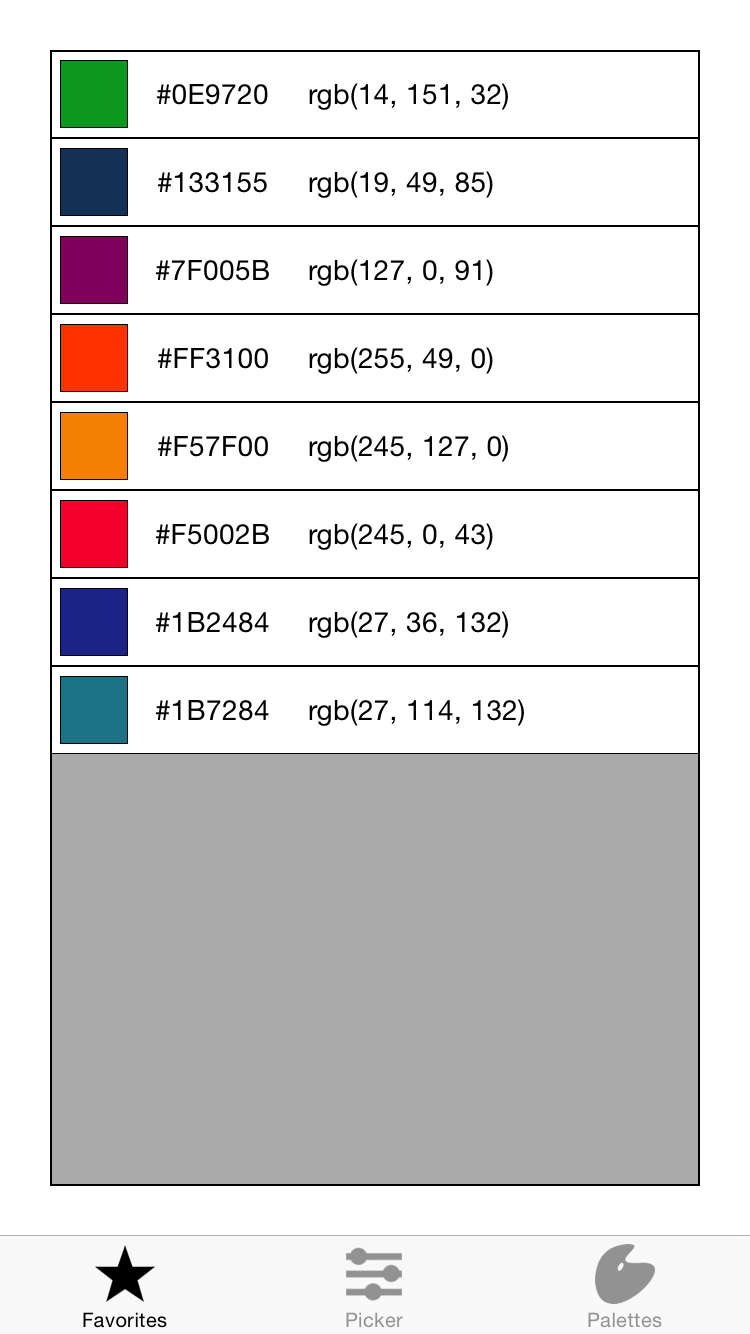 #0E9720 rgb(14, 151, 32)
#133155 rgb(19, 49, 85)
#7F005B rgb(127, 0, 91)
#FF3100 rgb(255, 49, 0)
#F57F00 rgb(245, 127, 0)
#F5002B rgb(245, 0, 43)
#1B2484 rgb(27, 36, 132)
#1B7284 rgb(27, 114, 132)
Favorites Picker Palettes